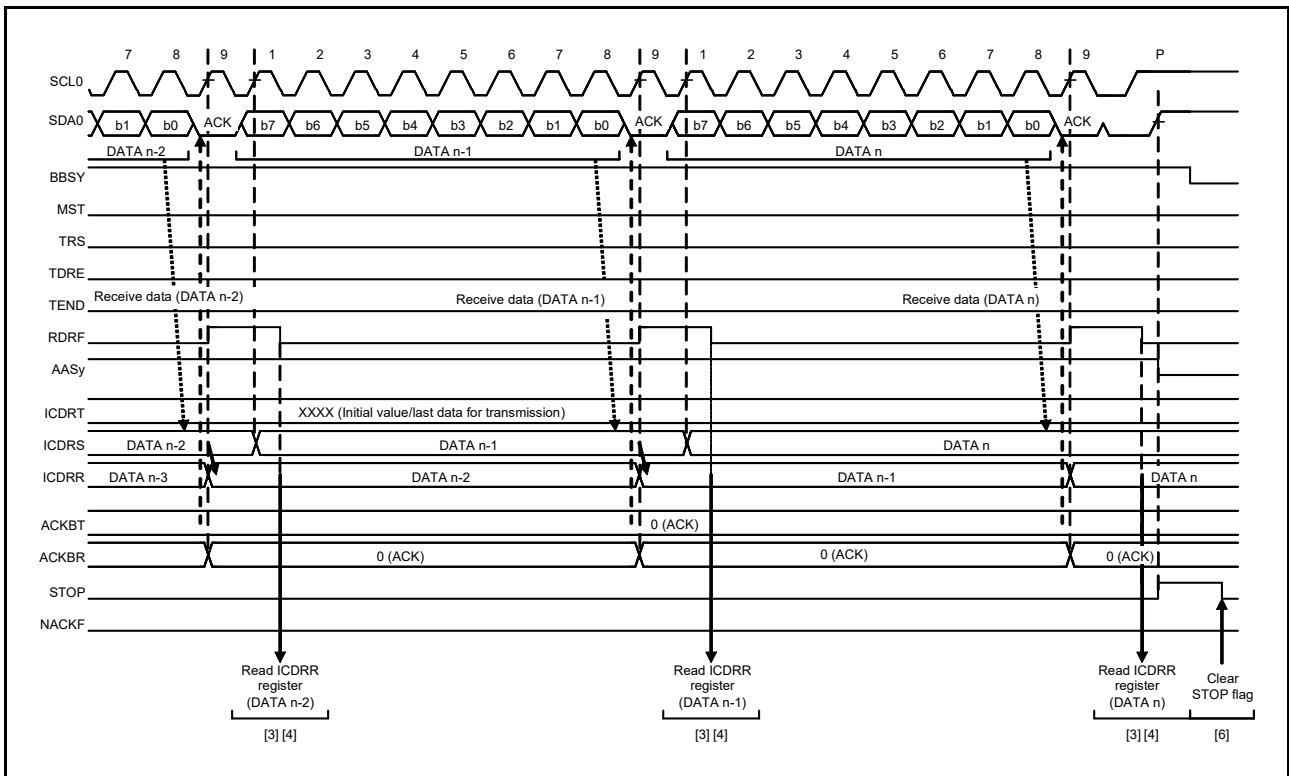 7 8 9 1 2 3 4 5 6 7 8 9 1 2 3 4 5 6 7 8 9 P
SCL0
SDA0 b1 b0 ACK b7 b6 b5 b4 b3 b2 b1 b0 ACK b7 b6 b5 b4 b3 b2 b1 b0 ACK
DATA n-2 DATA n-1 DATA n
BBSY
MST
TRS
TDRE
Receive data (DATA n-2) Receive data (DATA n-1) Receive data (DATA n)
TEND
RDRF
AASy
ICDRT XXXX (Initial value/last data for transmission)
ICDRS DATA n-2 DATA n-1 DATA n
ICDRR DATA n-3 DATA n-2 DATA n-1 DATA n
ACKBT 0 (ACK)
ACKBR 0 (ACK) 0 (ACK) 0 (ACK)
STOP
NACKF
Read ICDRR
register
(DATA n-2)
[3] [4]
Read ICDRR
register
(DATA n-1)
[3] [4]
Read ICDRR
register
(DATA n)
[3] [4]
Clear
STOP flag
[6]